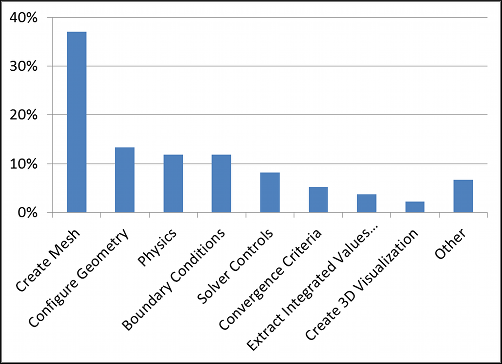 40%
30%
20%
10%
0%
Create Mesh
Configure Geometry
Physics
Boundary Conditions
Solver Controls
Convergence Criteria
Extract Integrated Values...
Create 3D Visualization
Other